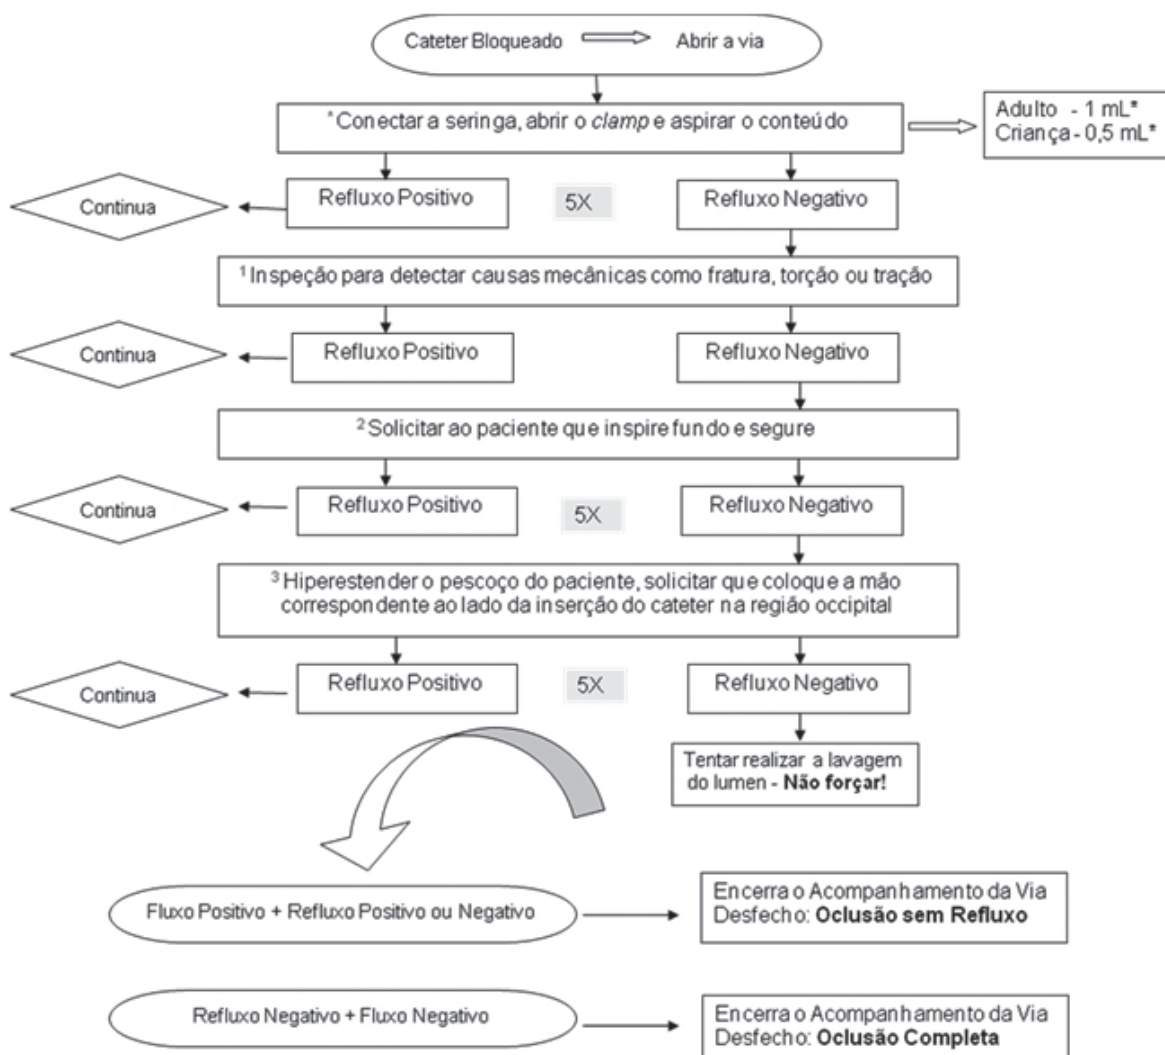 Cateter Bloqueado Abrir a via
*Conectar a seringa, abrir o clamp e aspirar o conteúdo
Adulto - 1 mL*
Criança - 0,5 mL*
Continua
Refluxo Positivo
5X
Refluxo Negativo
1 Inspeção para detectar causas mecânicas como fratura, torção ou tração
Continua
Refluxo Positivo
Refluxo Negativo
2 Solicitar ao paciente que inspire fundo e segure
Continua
Refluxo Positivo
5X
Refluxo Negativo
3 Hiperestender o pescoço do paciente, solicitar que coloque a mão
correspondente ao lado da inserção do cateter na região occipital
Continua
Refluxo Positivo
5X
Refluxo Negativo
Tentar realizar a lavagem
do lumen - Não forçar!
Fluxo Positivo + Refluxo Positivo ou Negativo
Encerra o Acompanhamento da Via
Desfecho: Oclusão sem Refluxo
Refluxo Negativo + Fluxo Negativo
Encerra o Acompanhamento da Via
Desfecho: Oclusão Completa